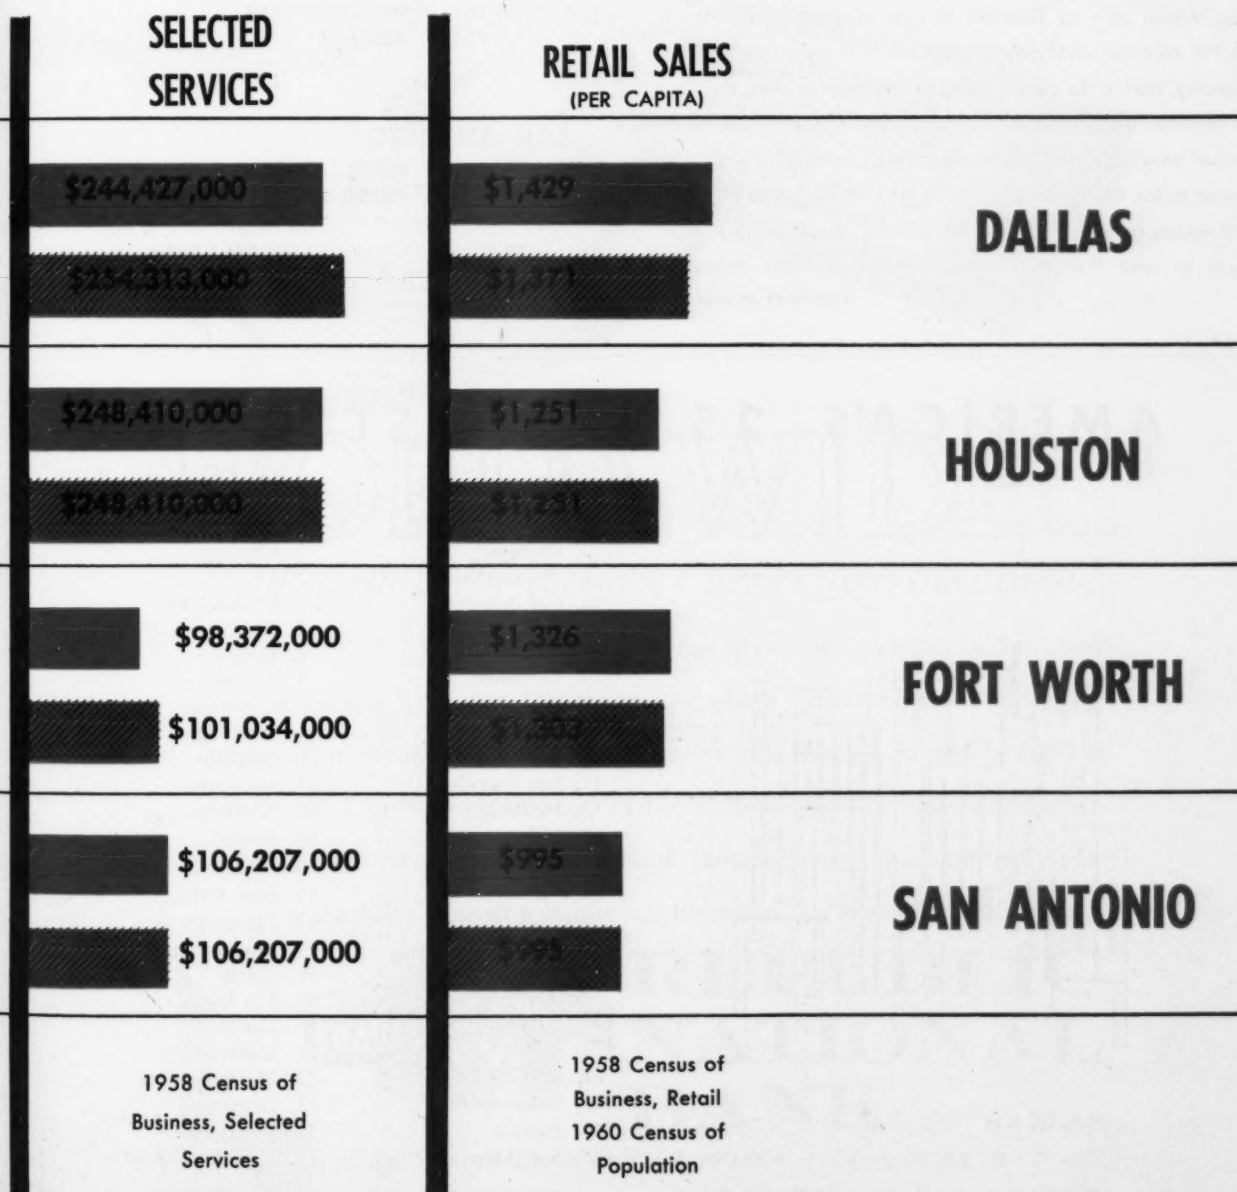 SELECTED
SERVICES
RETAIL SALES
(PER CAPITA)
$244,427,000
$1,429
$254,313,000
$1,371
DALLAS
$248,410,000
$1,251
$248,410,000
$1,251
HOUSTON
$98,372,000
$1,326
$101,034,000
$1,303
FORT WORTH
$106,207,000
$995
$106,207,000
$995
SAN ANTONIO
1958 Census of
Business, Selected
Services
1958 Census of
Business, Retail
1960 Census of
Population